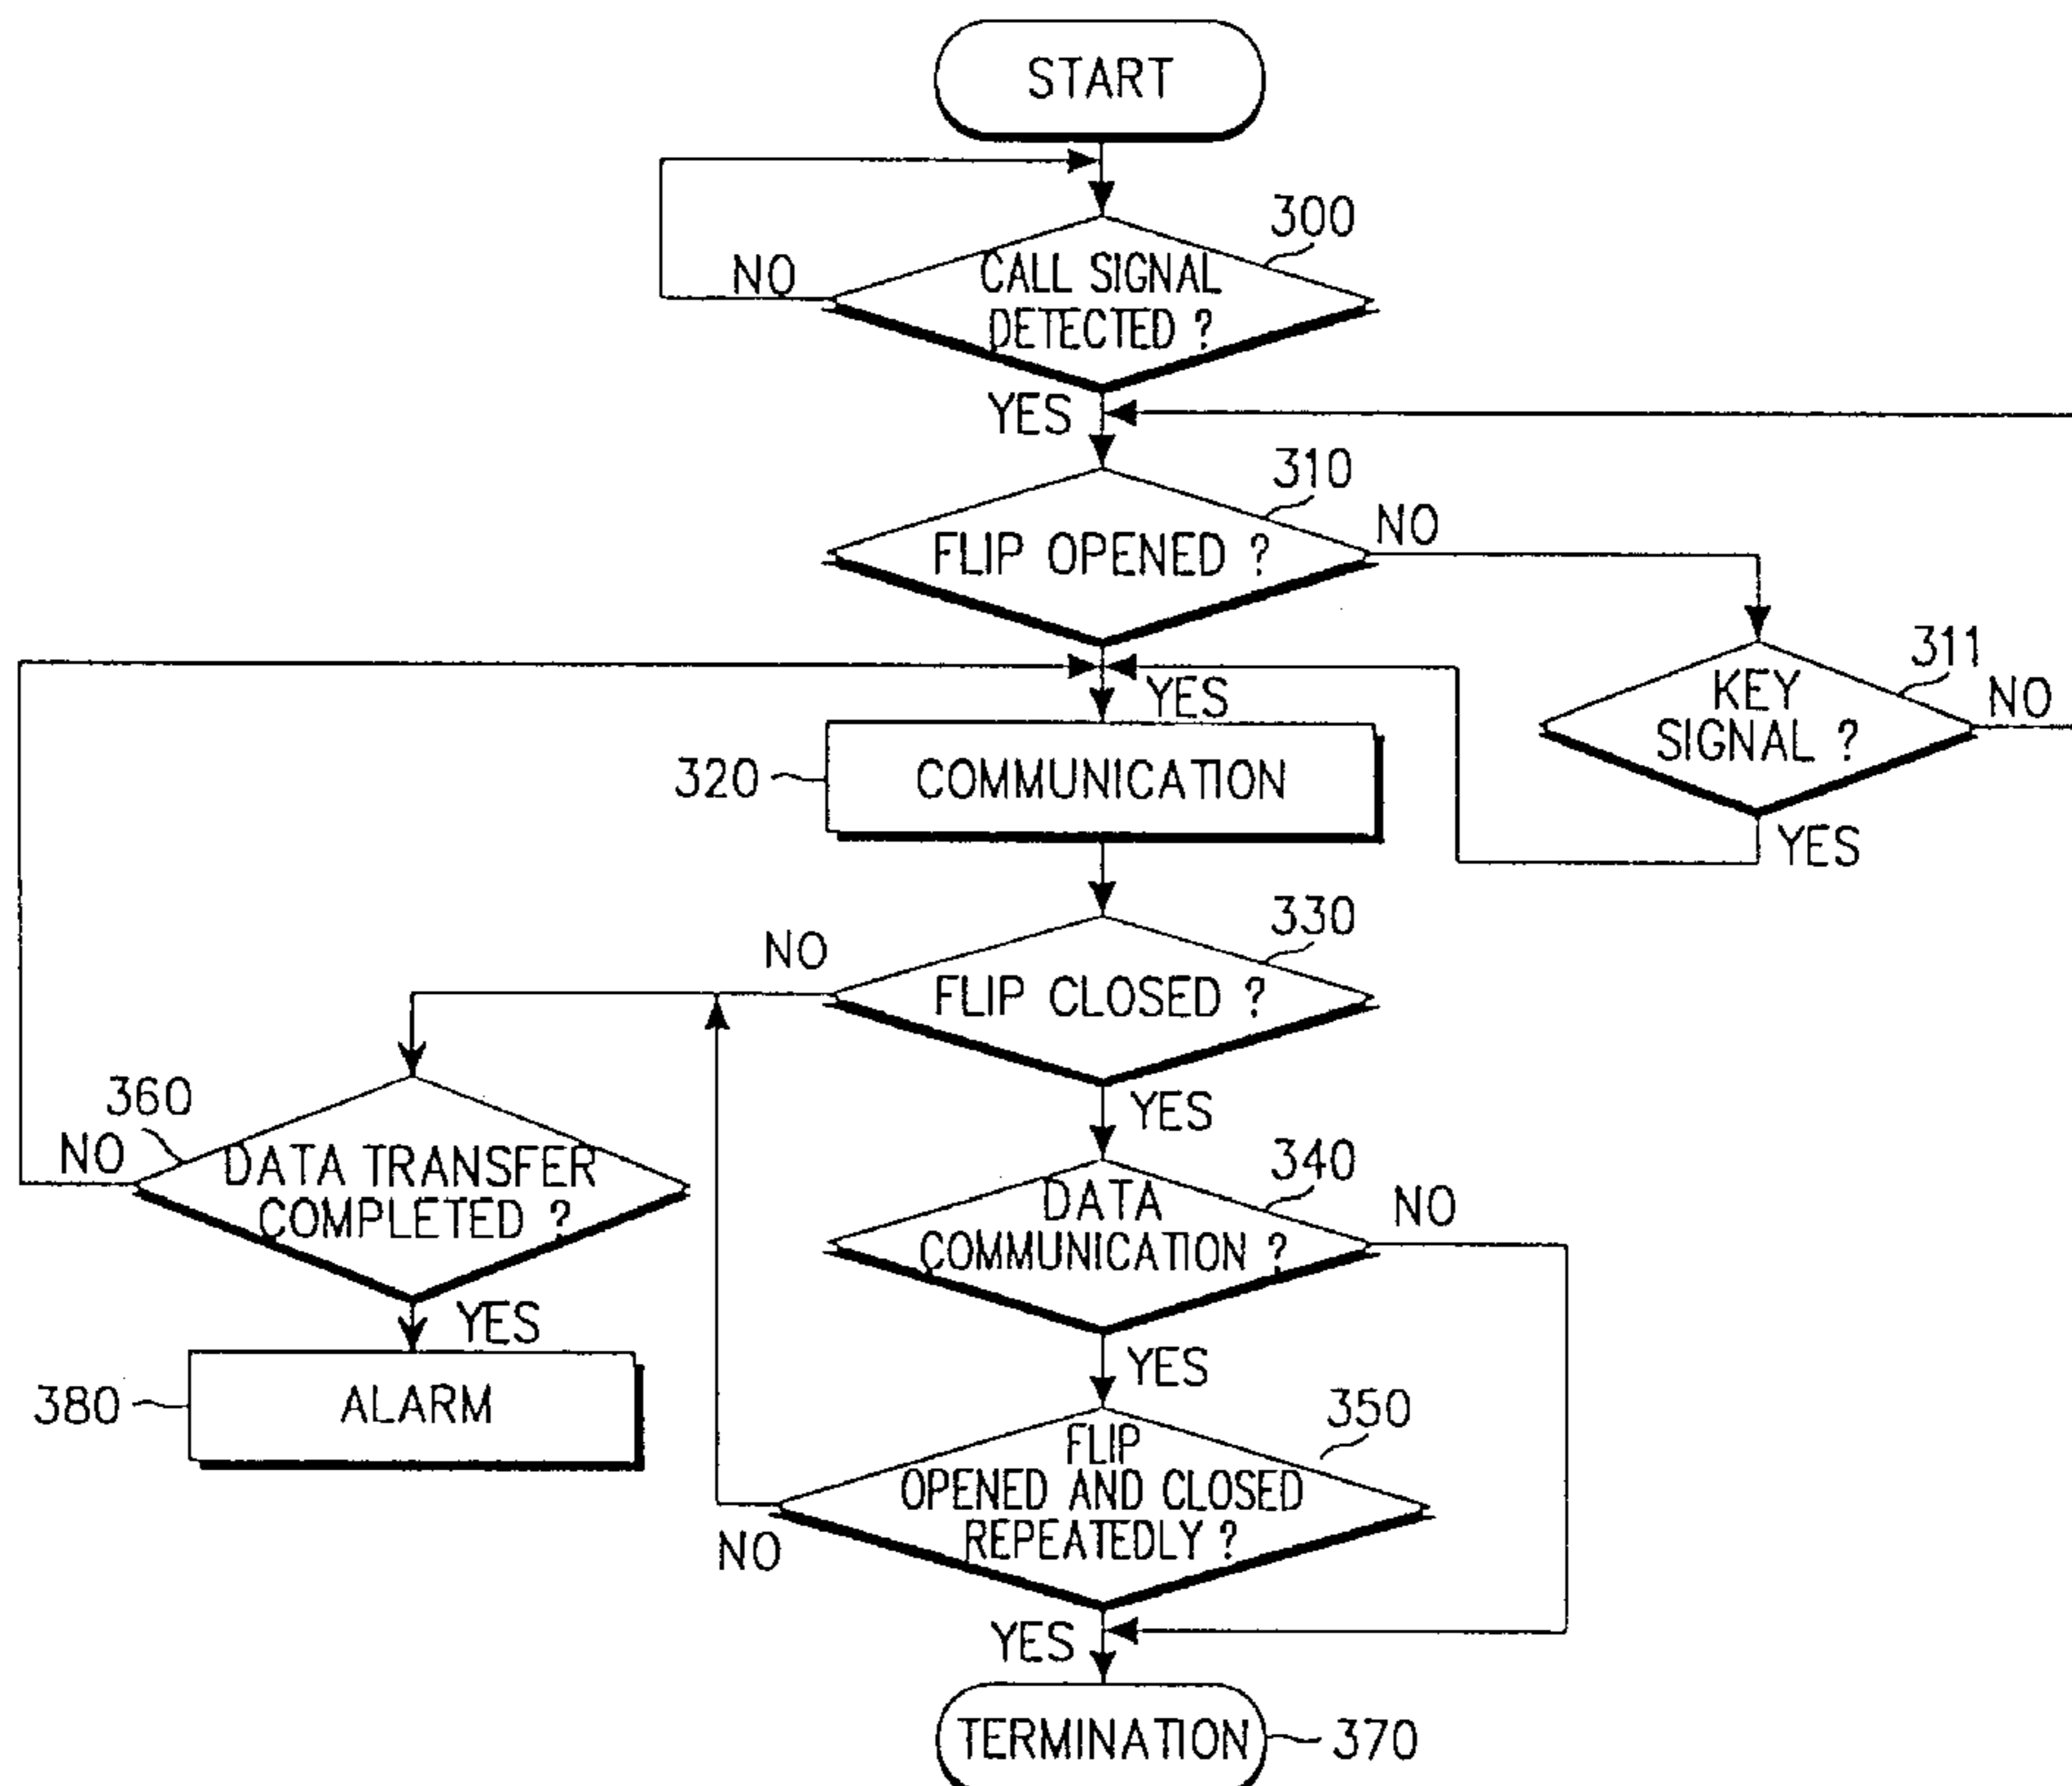 START
300
NO
CALL SIGNAL
DETECTED ?
YES
310
NO
FLIP OPENED ?
311
KEY
SIGNAL ?
NO
YES
YES
320
COMMUNICATION
330
NO
FLIP CLOSED ?
YES
360
NO
DATA TRANSFER
COMPLETED ?
YES
340
DATA
COMMUNICATION ?
NO
YES
380
ALARM
350
FLIP
OPENED AND CLOSED
REPEATEDLY ?
NO
YES
TERMINATION
370